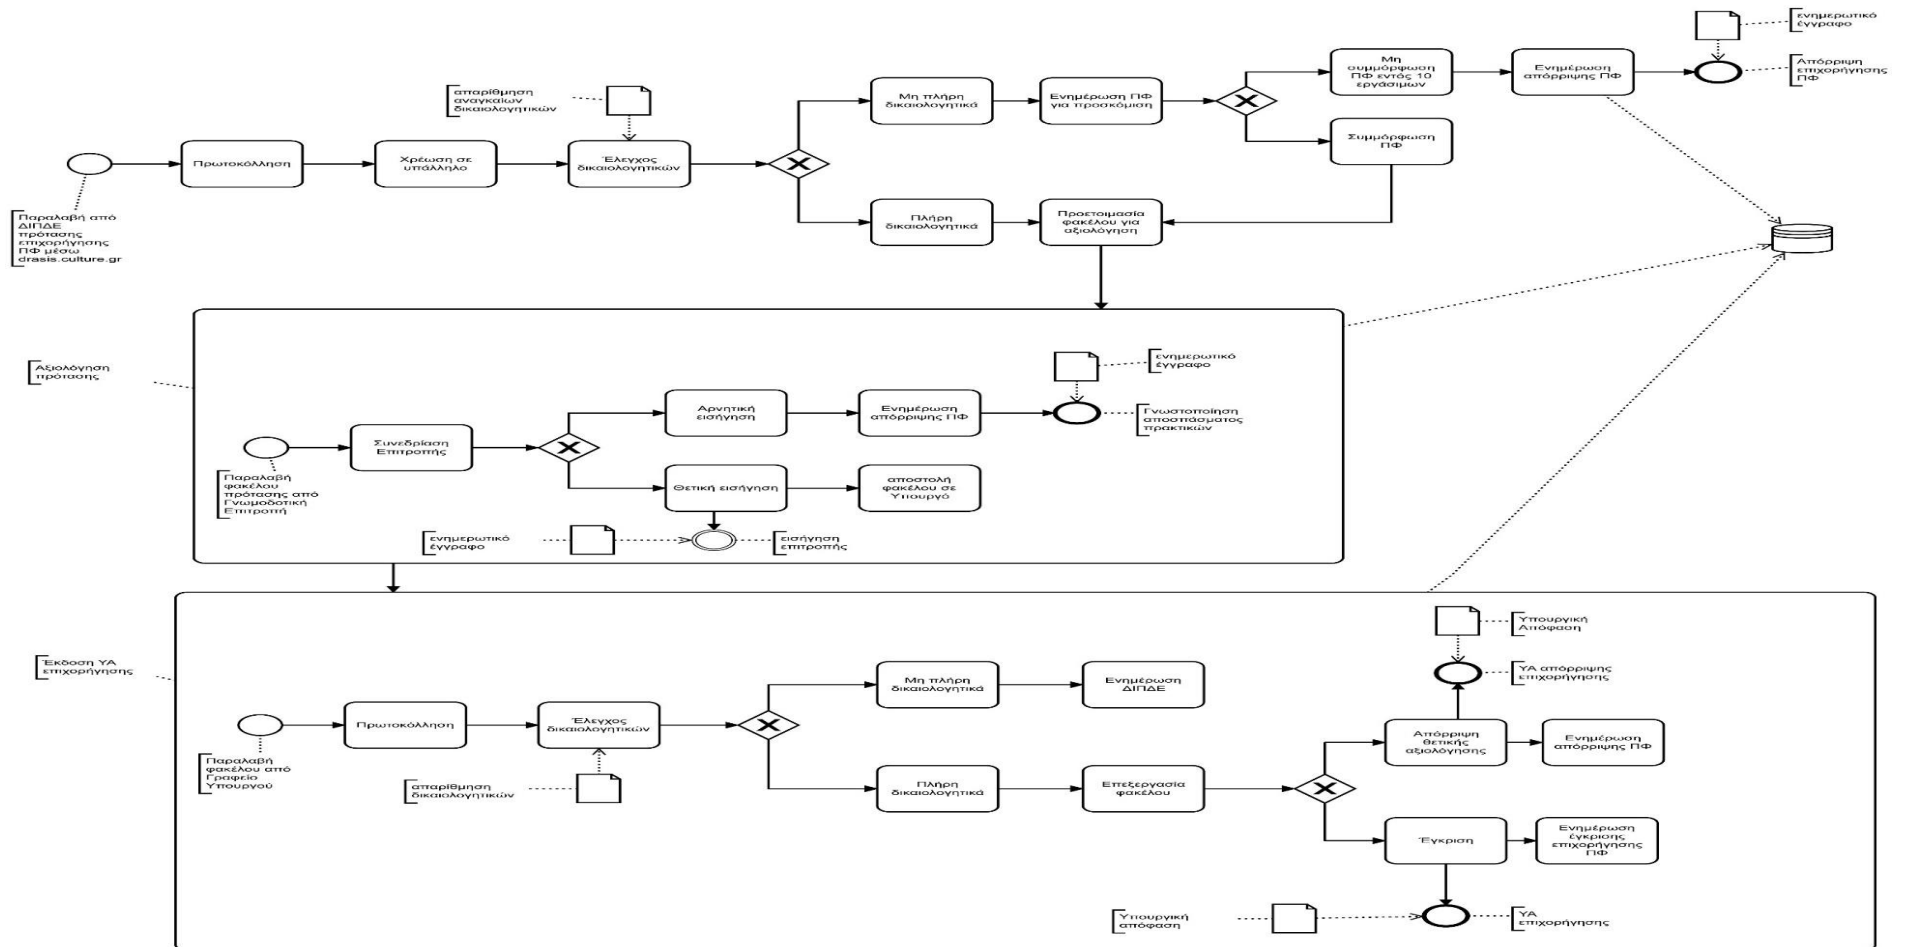 ενημερωτικό
έγγραφο
Μη
συμμόρφωση
ΠΦ εντός 10
εργάσιμων
Ενημέρωση
απόρριψης ΠΦ
Απόρριψη
επιχορήγησης
ΠΦ
απαρίθμηση
αναγκαίων
δικαιολογητικών
Μη πλήρη
δικαιολογητικά
Ενημέρωση ΠΦ
για προσκόμιση
Συμμόρφωση
ΠΦ
Πρωτοκόλληση
Χρέωση σε
υπάλληλο
Έλεγχος
δικαιολογητικών
Πλήρη
δικαιολογητικά
Προετοιμασία
φακέλου για
αξιολόγηση
Παραλαβή από
ΔΙΠΔΕ
πρότασης
επιχορήγησης
ΠΦ μέσω
drasis.culture.gr
Αξιολόγηση
πρότασης
ενημερωτικό
έγγραφο
Αρνητική
εισήγηση
Ενημέρωση
απόρριψης ΠΦ
Γνωστοποίηση
αποσπάσματος
πρακτικών
Συνεδρίαση
Επιτροπής
Παραλαβή
φακέλου
πρότασης από
Γνωμοδοτική
Επιτροπή
Θετική εισήγηση
αποστολή
φακέλου σε
Υπουργό
ενημερωτικό
έγγραφο
εισήγηση
επιτροπής
Έκδοση ΥΑ
επιχορήγησης
Υπουργική
Απόφαση
ΥΑ απόρριψης
επιχορήγησης
Μη πλήρη
δικαιολογητικά
Ενημέρωση
ΔΙΠΔΕ
Πρωτοκόλληση
Έλεγχος
δικαιολογητικών
Απόρριψη
θετικής
αξιολόγησης
Ενημέρωση
απόρριψης ΠΦ
Παραλαβή
φακέλου από
Γραφείο
Υπουργού
απαρίθμηση
δικαιολογητικών
Πλήρη
δικαιολογητικά
Επεξεργασία
φακέλου
Έγκριση
Ενημέρωση
έγκρισης
επιχορήγησης
ΠΦ
Υπουργική
απόφαση
ΥΑ
επιχορήγησης